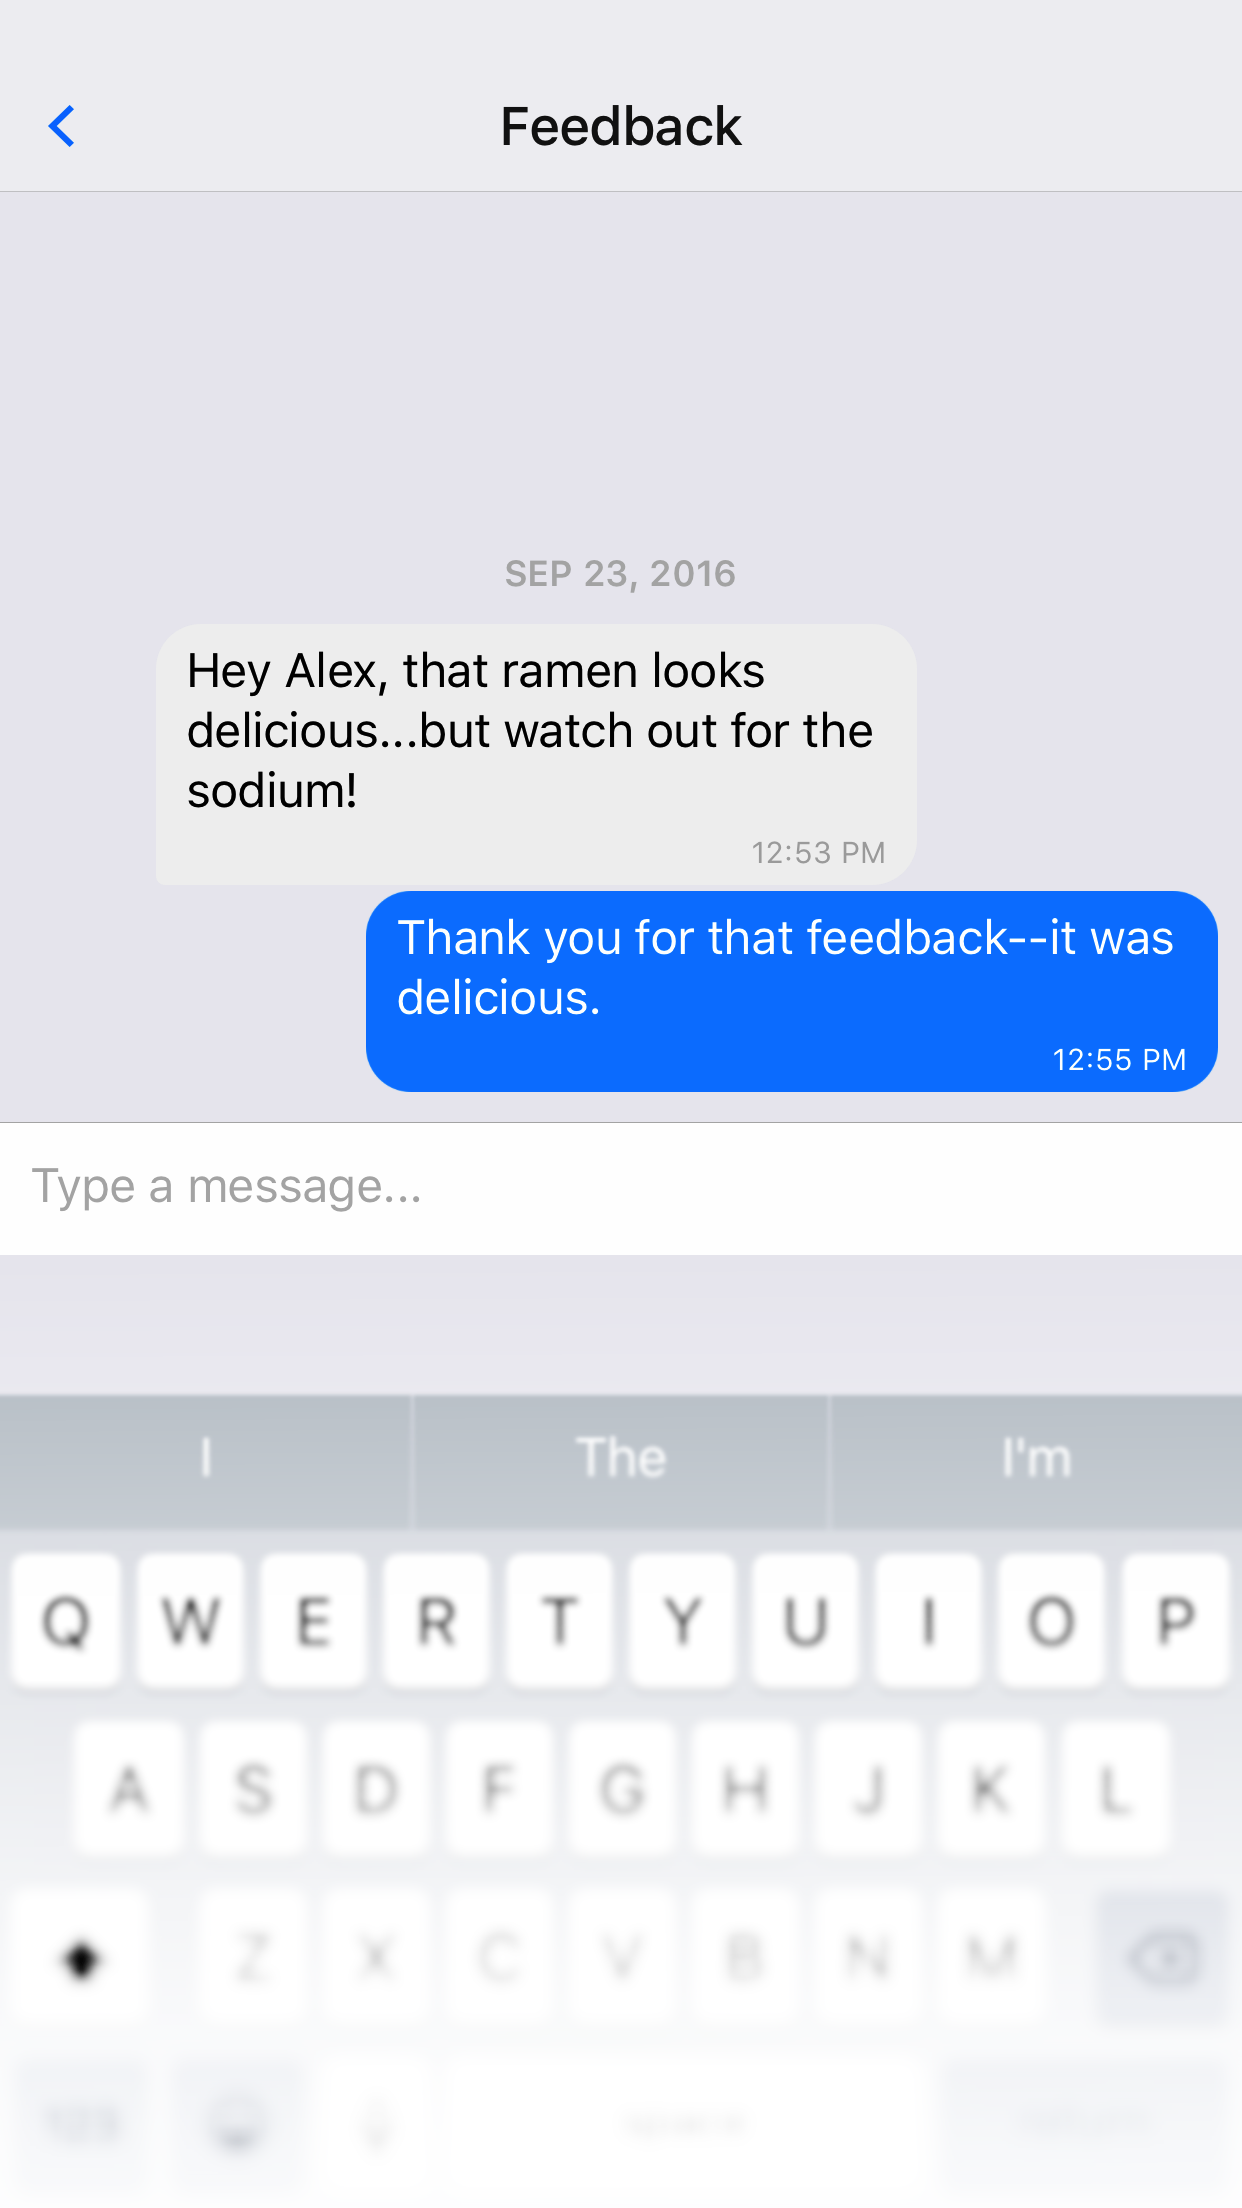 Feedback
SEP 23, 2016
Hey Alex, that ramen looks
delicious...but watch out for the
sodium!
12:53 PM
Thank you for that feedback--it was
delicious.
12:55 PM
Type a message...
I The I'm
Q W E R T Y U I O P
A S D F G H J K L
Z X C V B N M
123